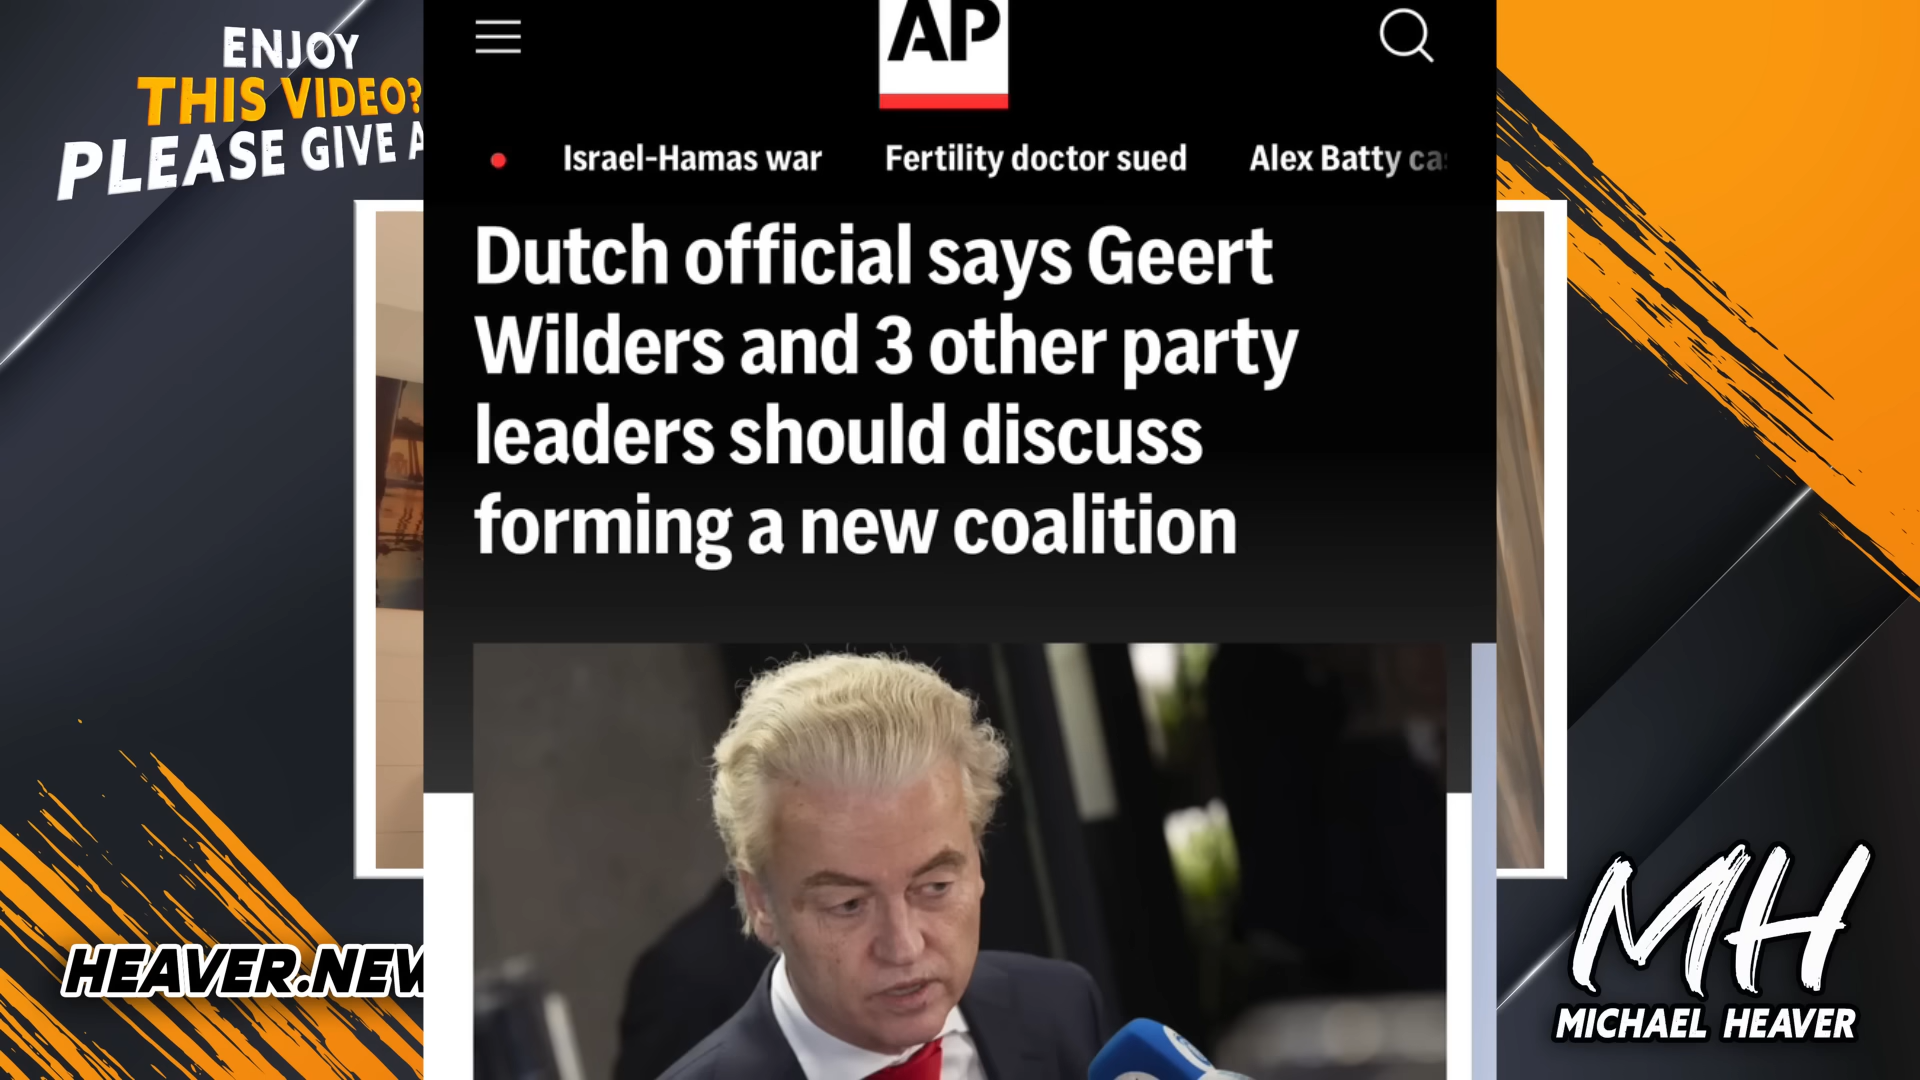 ENJOY
THIS VIDEO?
PLEASE GIVE A
AP
Israel-Hamas war Fertility doctor sued Alex Batty ca
Dutch official says Geert
Wilders and 3 other party
leaders should discuss
forming a new coalition
HEAVER.NEW
MH
MICHAEL HEAVER